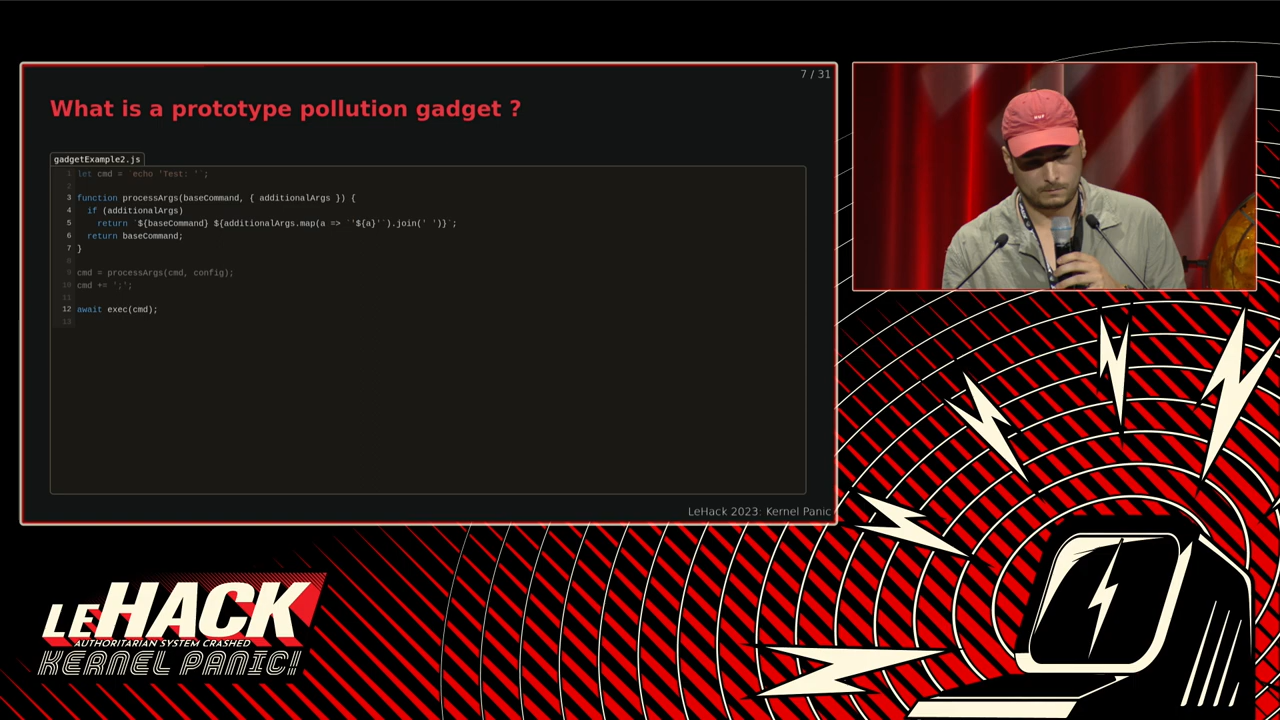 7 / 31
What is a prototype pollution gadget ?
gadgetExample2.js
1 let cmd = `echo 'Test: '`;
2
3 function processArgs(baseCommand, { additionalArgs }) {
4 if (additionalArgs)
5 return `${baseCommand} ${additionalArgs.map(a => `'${a}'`).join(' ')}`;
6 return baseCommand;
7 }
8
9 cmd = processArgs(cmd, config);
10 cmd += ';';
11
12 await exec(cmd);
13
LeHack 2023: Kernel Panic
LEHACK
AUTHORITARIAN SYSTEM CRASHED
KERNEL PANIC!